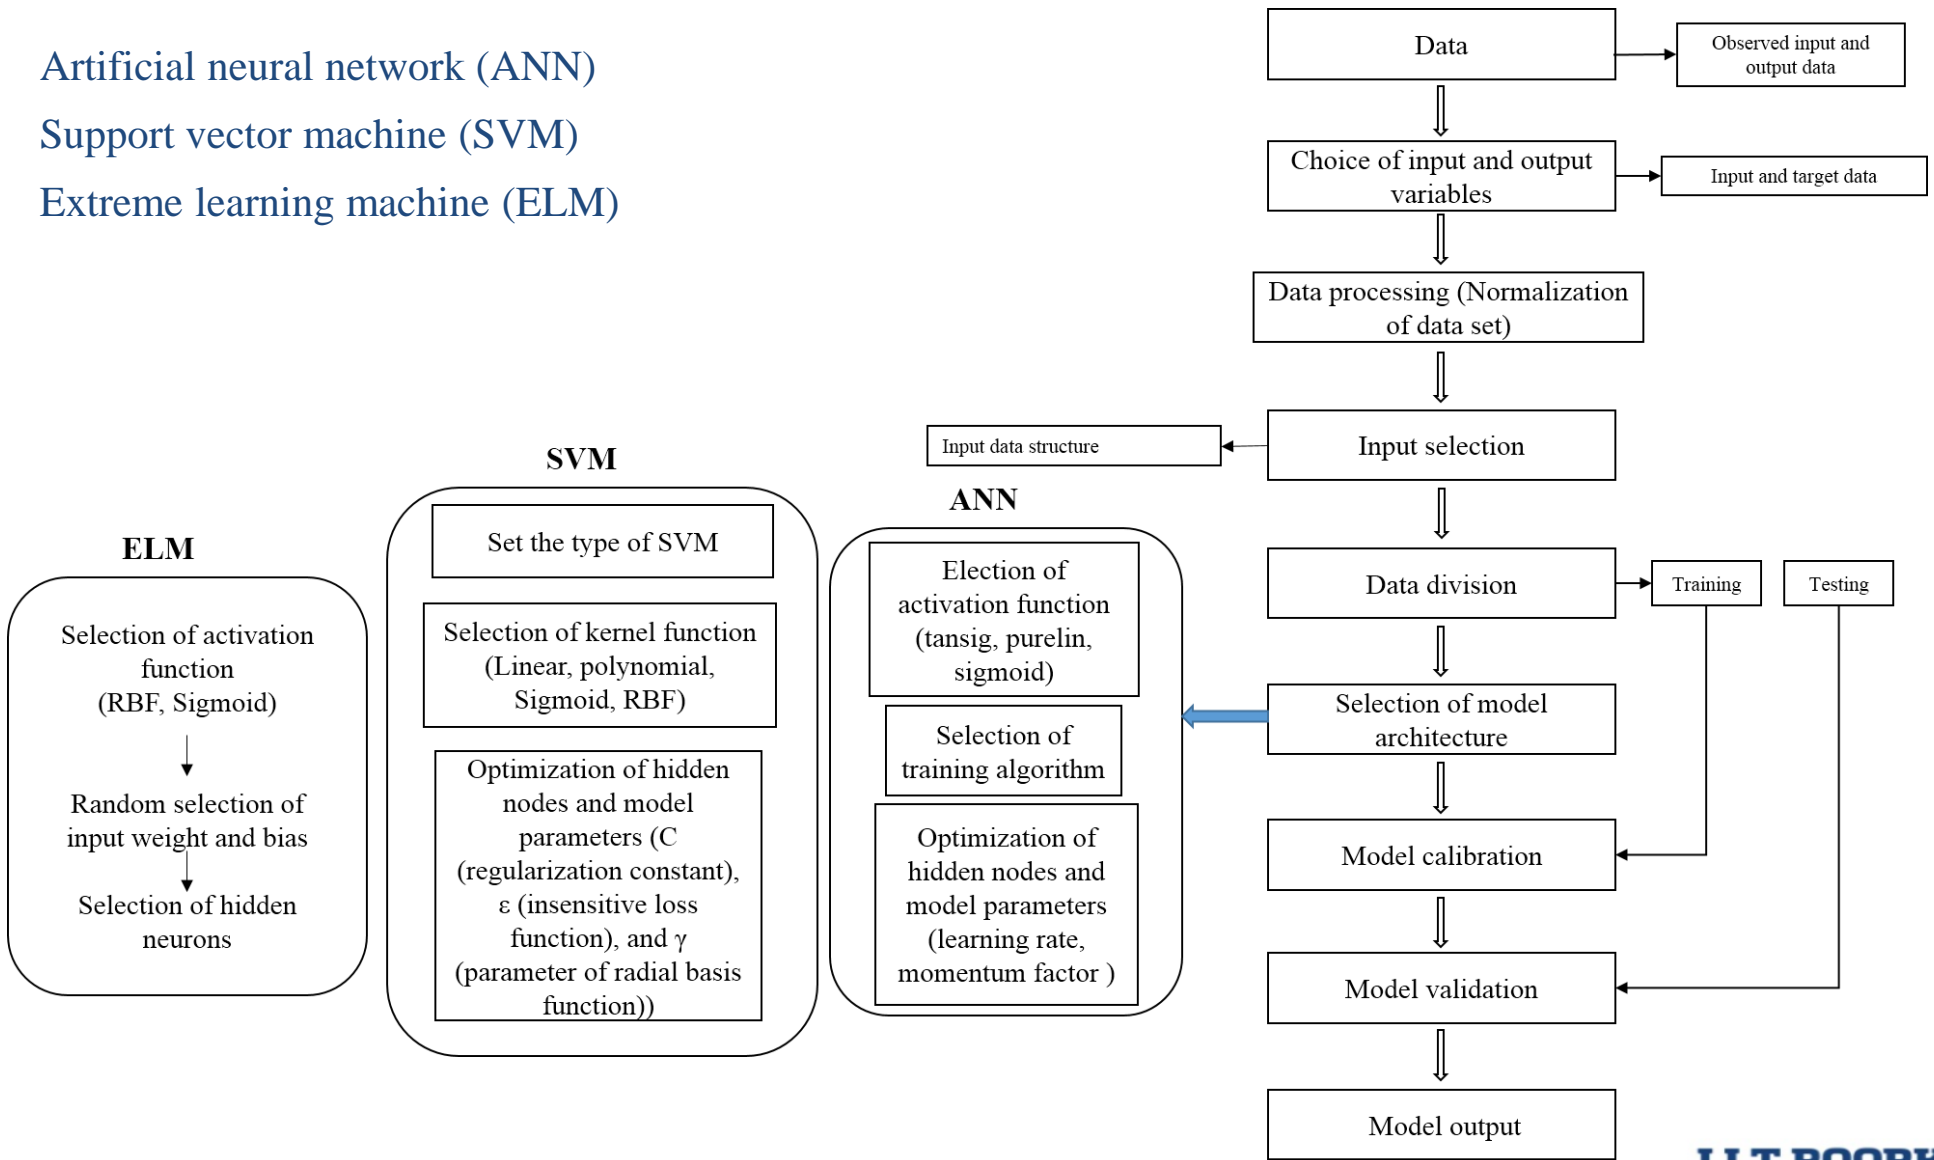 Artificial neural network (ANN)
Support vector machine (SVM)
Extreme learning machine (ELM)
Data
Observed input and
output data
Choice of input and output
variables
Input and target data
Data processing (Normalization
of data set)
Input selection
Input data structure
Data division
Training
Testing
Selection of model
architecture
Model calibration
Model validation
Model output
ANN
Election of
activation function
(tansig, purelin,
sigmoid)
Selection of
training algorithm
Optimization of
hidden nodes and
model parameters
(learning rate,
momentum factor )
SVM
Set the type of SVM
Selection of kernel function
(Linear, polynomial,
Sigmoid, RBF)
Optimization of hidden
nodes and model
parameters (C
(regularization constant),
ε (insensitive loss
function), and γ
(parameter of radial basis
function))
ELM
Selection of activation
function
(RBF, Sigmoid)
Random selection of
input weight and bias
Selection of hidden
neurons